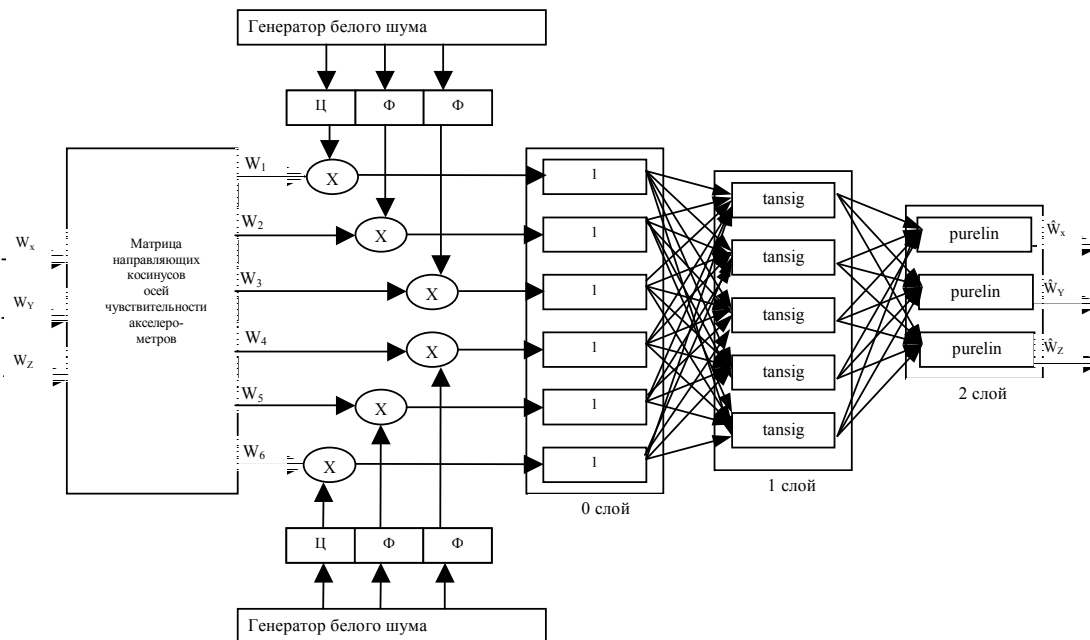 Генератор белого шума
Ц Ф Ф
W1
X
W2
X
W3
X
W4
X
W5
X
W6
X
Wx
WY
WZ
Матрица
направляющих
косинусов
осей
чувствительности
акселеро-
метров
1
1
1
1
1
1
0 слой
tansig
tansig
tansig
tansig
tansig
1 слой
purelin
purelin
purelin
2 слой
Ŵx
ŴY
ŴZ
Ц Ф Ф
Генератор белого шума